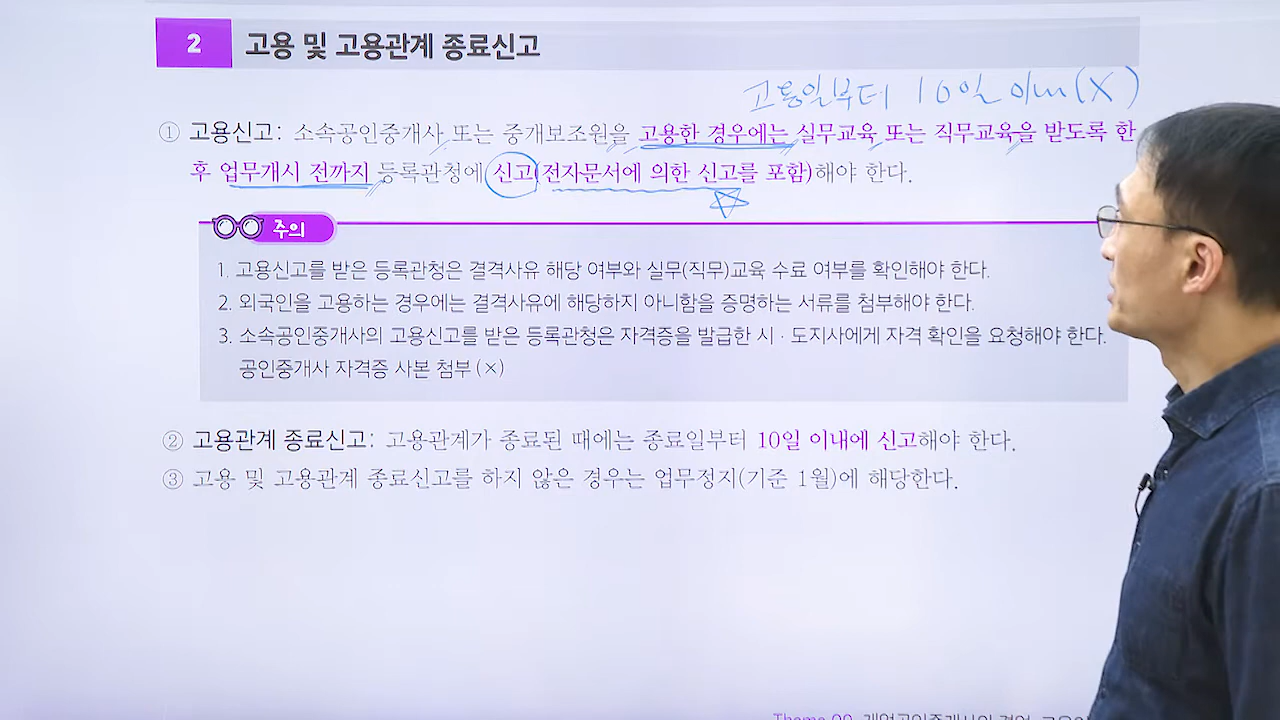 2 고용 및 고용관계 종료신고
고용일부터 10일 이내(X)
① 고용신고: 소속공인중개사 또는 중개보조원을 고용한 경우에는 실무교육 또는 직무교육을 받도록 한
후 업무개시 전까지 등록관청에 신고(전자문서에 의한 신고를 포함)해야 한다.
주의
1. 고용신고를 받은 등록관청은 결격사유 해당 여부와 실무(직무)교육 수료 여부를 확인해야 한다.
2. 외국인을 고용하는 경우에는 결격사유에 해당하지 아니함을 증명하는 서류를 첨부해야 한다.
3. 소속공인중개사의 고용신고를 받은 등록관청은 자격증을 발급한 시·도지사에게 자격 확인을 요청해야 한다.
공인중개사 자격증 사본 첨부(×)
② 고용관계 종료신고: 고용관계가 종료된 때에는 종료일부터 10일 이내에 신고해야 한다.
③ 고용 및 고용관계 종료신고를 하지 않은 경우는 업무정지(기준 1월)에 해당한다.